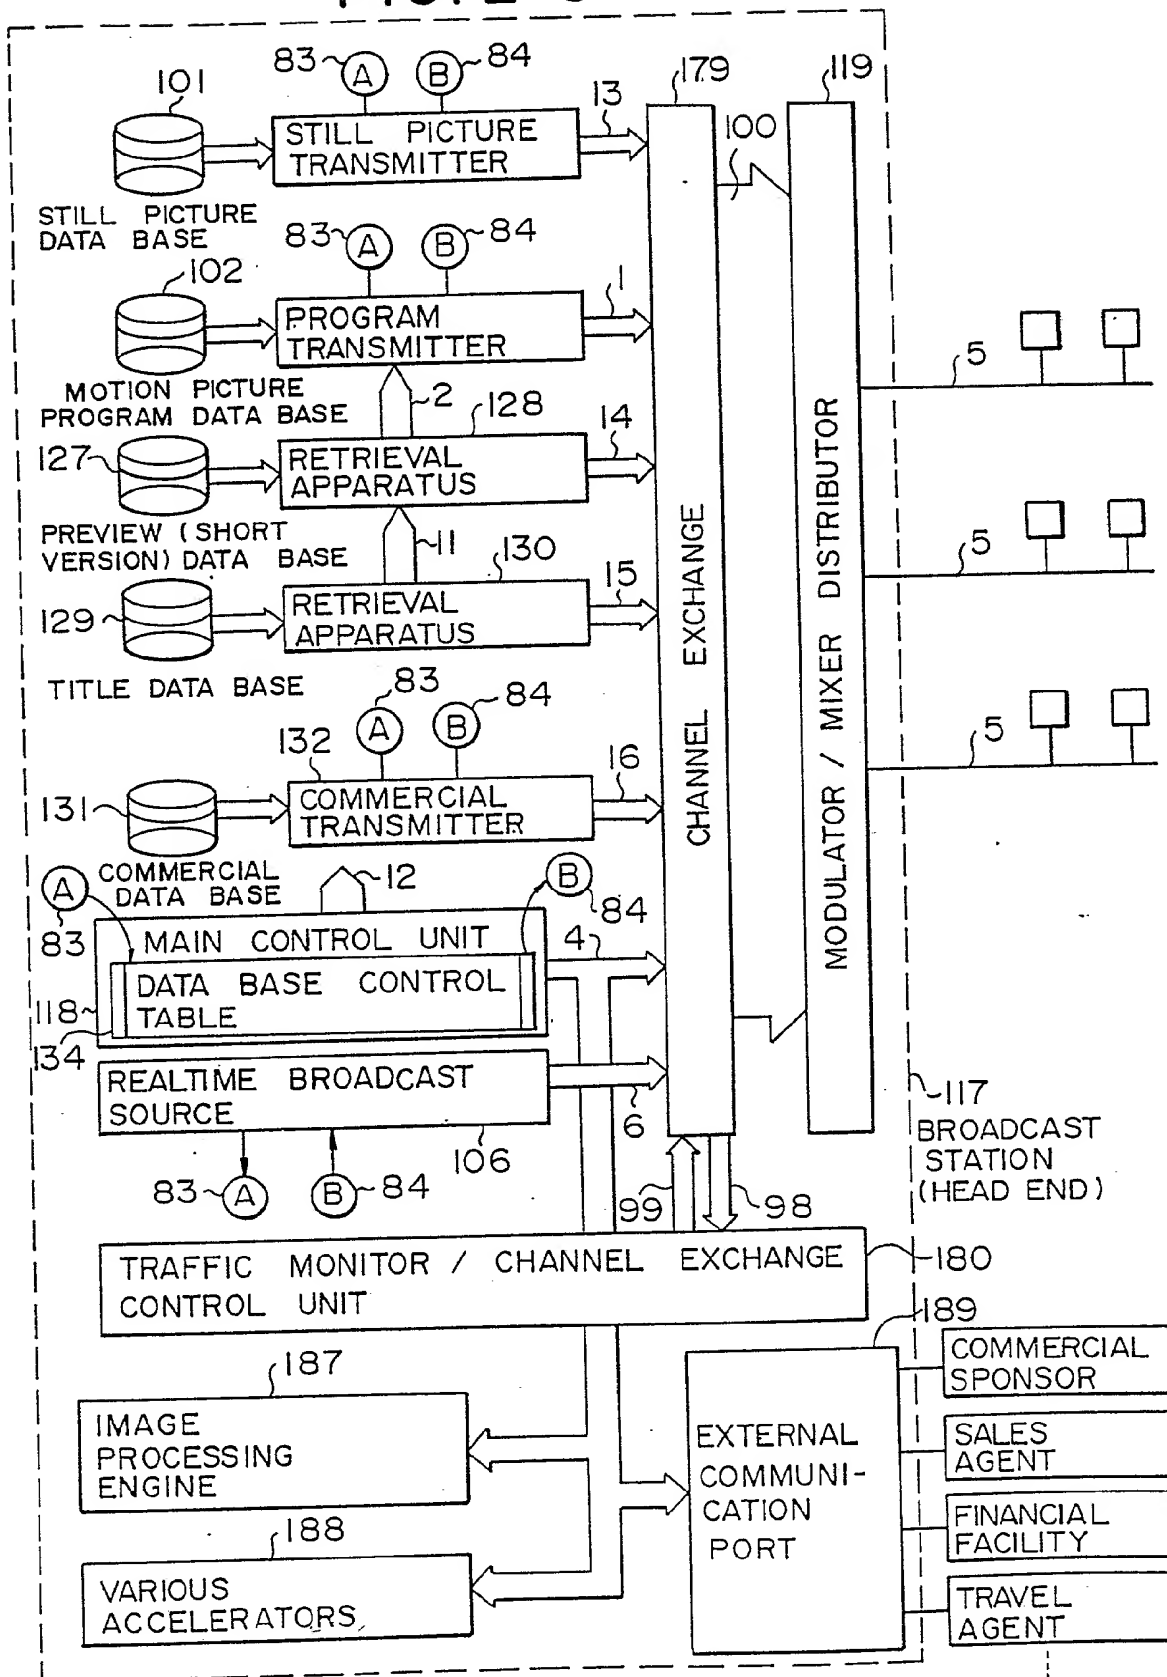 101
83
A
B
84
13
179
119
STILL PICTURE
TRANSMITTER
100
STILL PICTURE
DATA BASE
83
A
B
84
102
1
PROGRAM
TRANSMITTER
5
MOTION PICTURE
PROGRAM DATA BASE
2
128
14
127
RETRIEVAL
APPARATUS
PREVIEW (SHORT
VERSION) DATA BASE
11
130
15
5
129
RETRIEVAL
APPARATUS
TITLE DATA BASE
CHANNEL EXCHANGE
MODULATOR / MIXER DISTRIBUTOR
83
A
B
84
132
16
5
131
COMMERCIAL
TRANSMITTER
COMMERCIAL
DATA BASE
A
83
12
B
84
MAIN CONTROL UNIT
4
DATA BASE CONTROL
TABLE
118
134
REALTIME BROADCAST
SOURCE
6
106
83
A
B
84
99
98
117
BROADCAST
STATION
(HEAD END)
TRAFFIC MONITOR / CHANNEL EXCHANGE
CONTROL UNIT
180
189
187
IMAGE
PROCESSING
ENGINE
188
VARIOUS
ACCELERATORS
EXTERNAL
COMMUNI-
CATION
PORT
COMMERCIAL
SPONSOR
SALES
AGENT
FINANCIAL
FACILITY
TRAVEL
AGENT